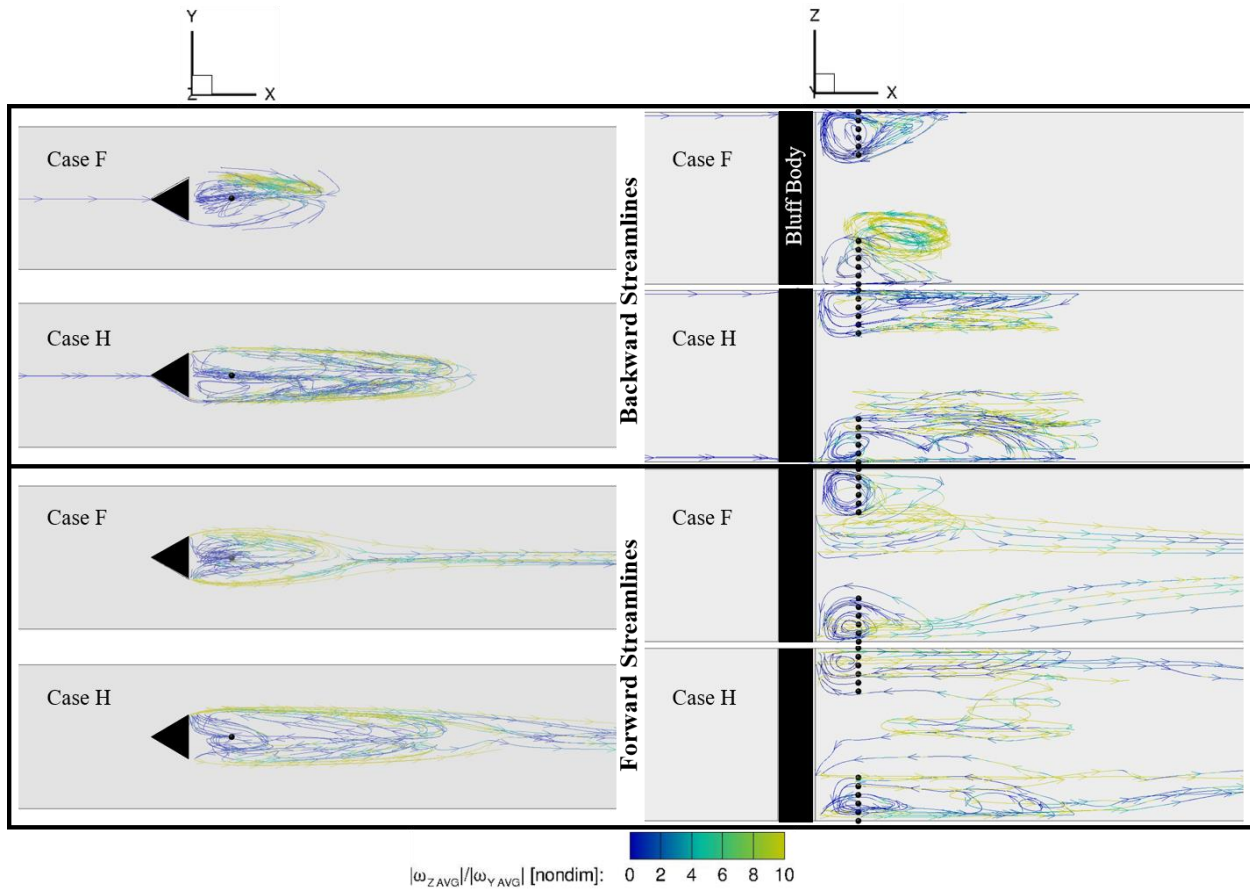 Y
Z
X
Z
Y
X
Case F
Case H
Backward Streamlines
Case F
Bluff Body
Case H
Case F
Case H
Forward Streamlines
Case F
Case H
|ω_Z AVG|/|ω_Y AVG| [nondim]: 0 2 4 6 8 10